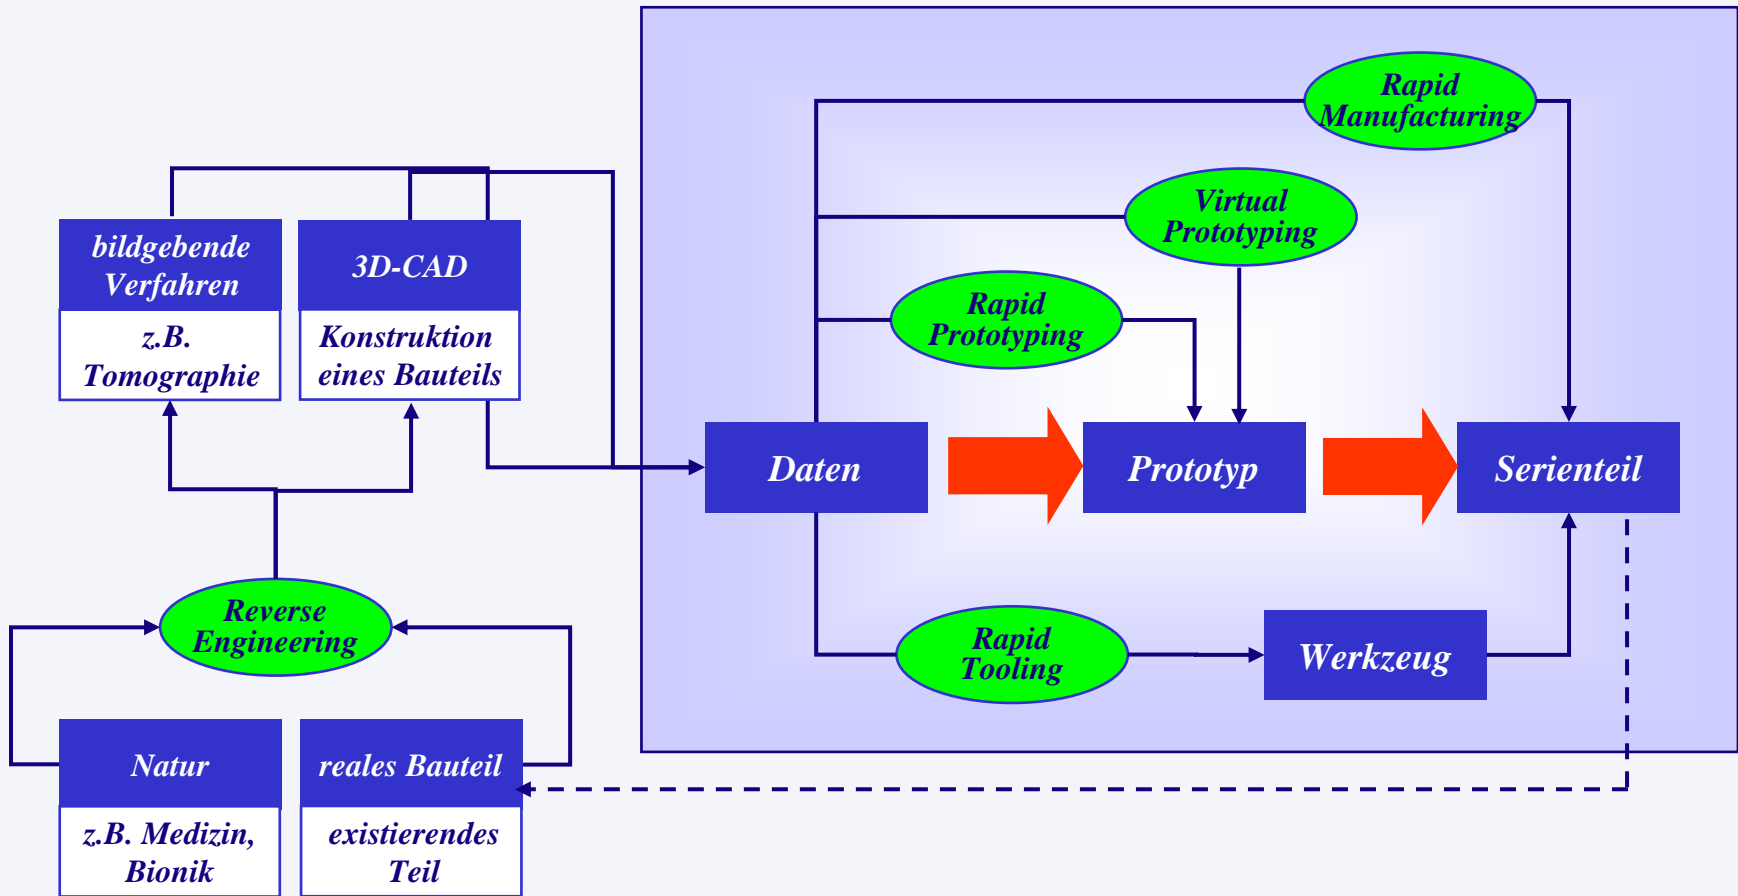 Rapid
Manufacturing
Virtual
Prototyping
bildgebende
Verfahren
z.B.
Tomographie
3D-CAD
Konstruktion
eines Bauteils
Rapid
Prototyping
Daten
Prototyp
Serienteil
Reverse
Engineering
Rapid
Tooling
Werkzeug
Natur
z.B. Medizin,
Bionik
reales Bauteil
existierendes
Teil